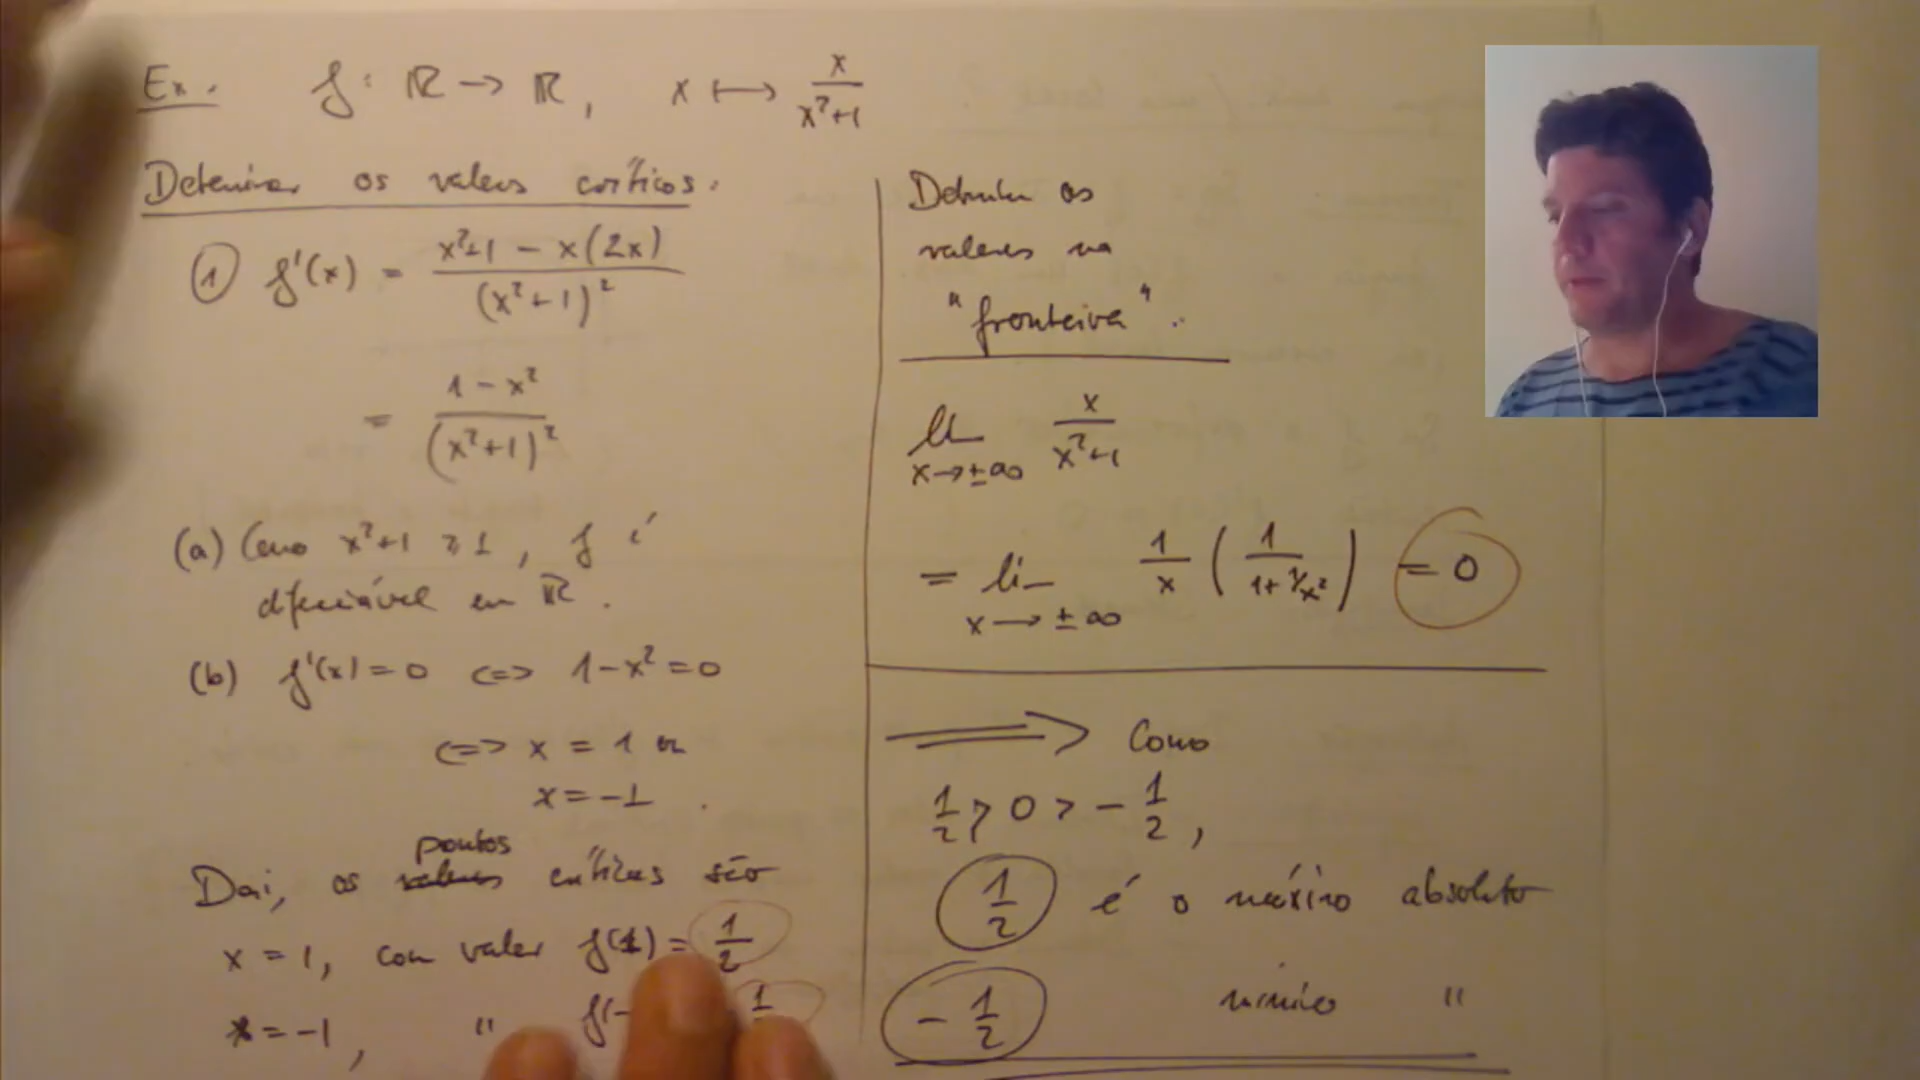 Ex. f: ℝ → ℝ, x ↦ x/(x²+1)
Determinar os valores críticos.
① f'(x) = (x²+1 - x(2x))/(x²+1)²
= (1 - x²)/(x²+1)²
(a) Como x²+1 ≥ 1, f é
diferenciável em ℝ.
(b) f'(x) = 0 <=> 1-x² = 0
<=> x = 1 ou
x = -1.
pontos
Daí, os valores críticos são
x = 1, com valor f(1) = 1/2
x = -1, " f(-
Determinar os
valores na
"fronteira".
lim x→±∞ x/(x²+1)
= lim x→±∞ 1/x (1/(1+1/x²)) = 0
⟹ Como
1/2 > 0 > -1/2,
1/2 é o máximo absoluto
-1/2 mínimo "